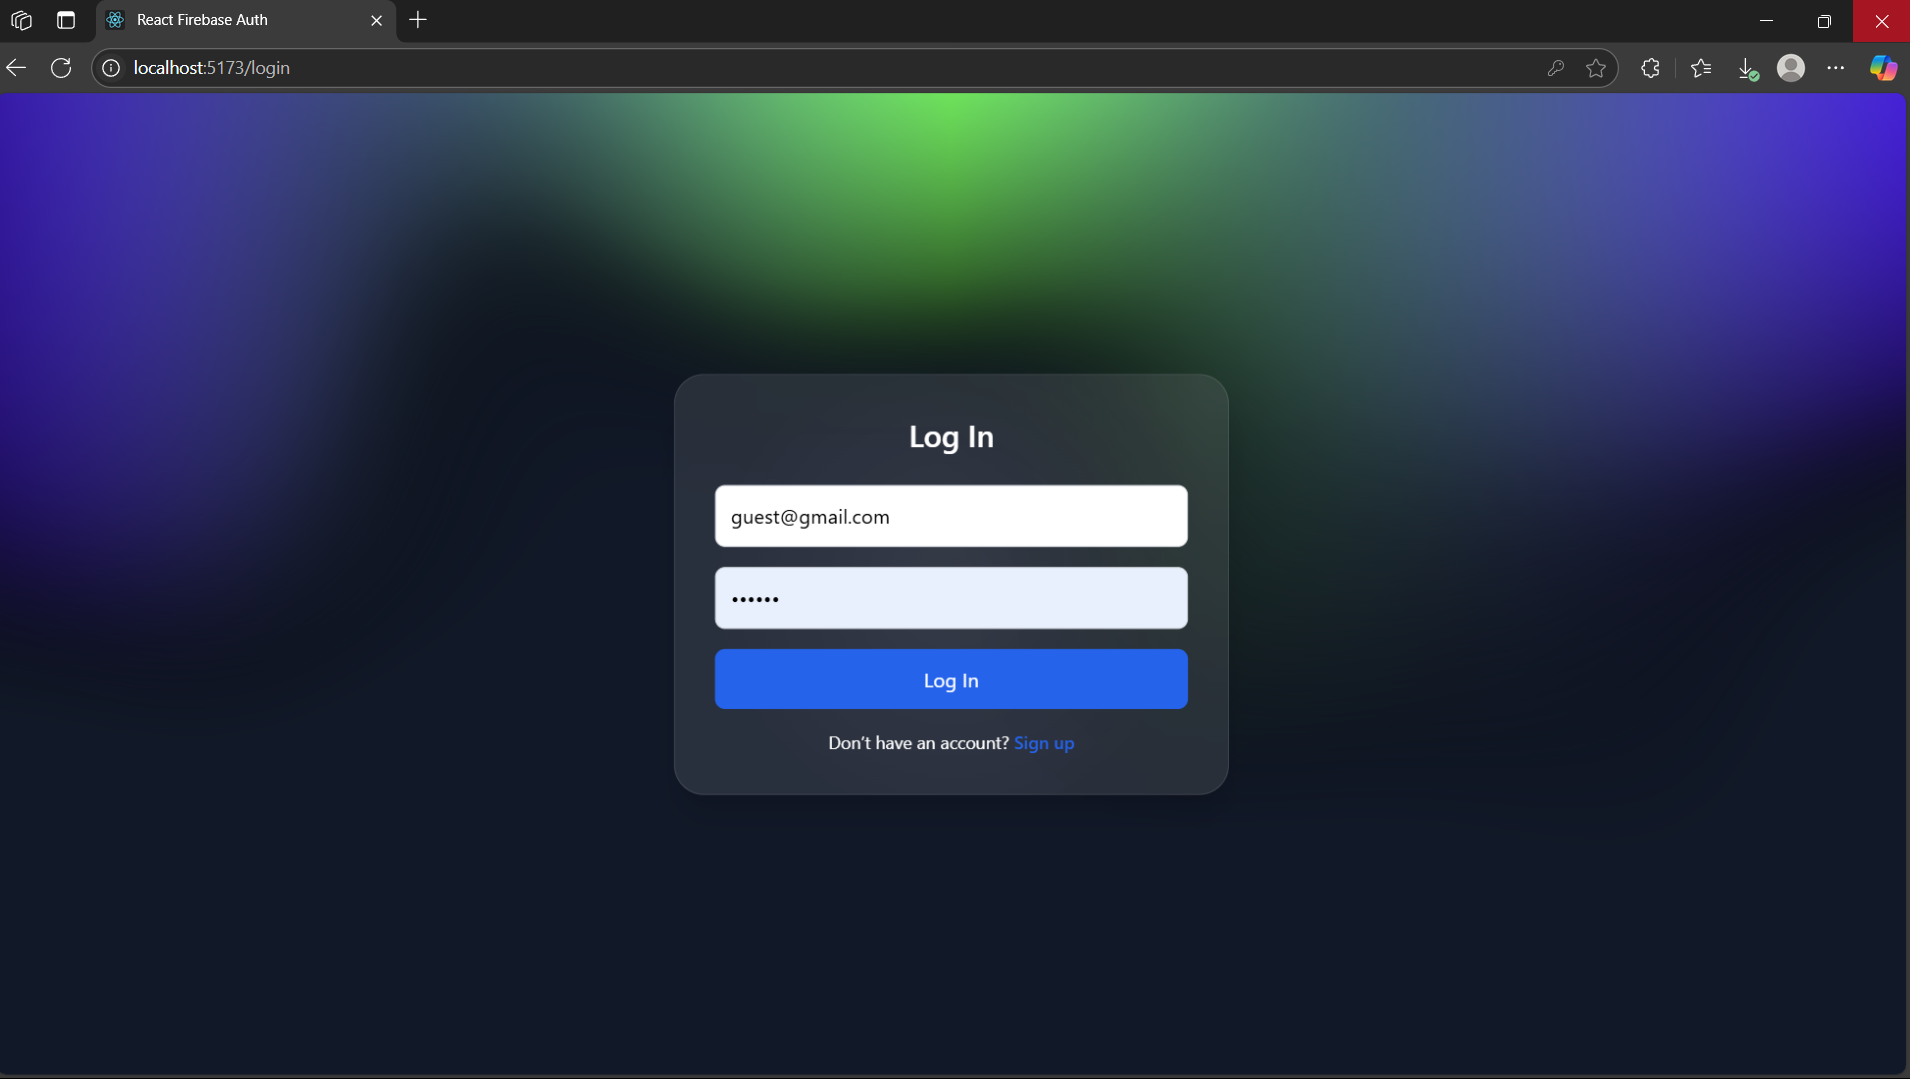 React Firebase Auth
localhost:5173/login
Log In
guest@gmail.com
••••••
Log In
Don't have an account? Sign up